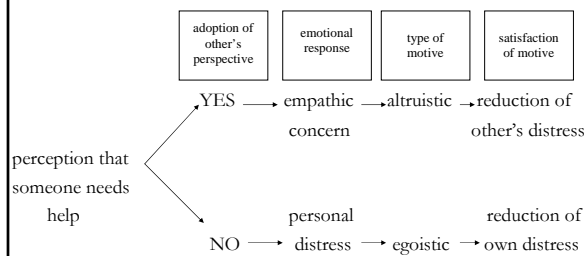 adoption of
other's
perspective
emotional
response
type of
motive
satisfaction
of motive
YES
empathic
concern
altruistic
reduction of
other's distress
perception that
someone needs
help
NO
personal
distress
egoistic
reduction of
own distress